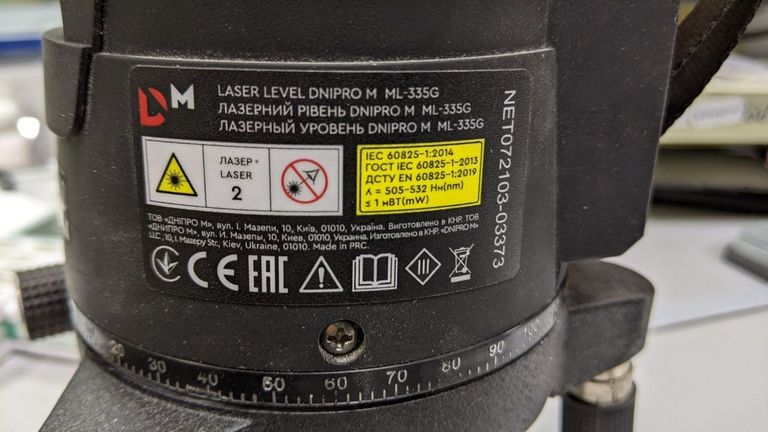 DM
LASER LEVEL DNIPRO M ML-335G
ЛАЗЕРНИЙ РІВЕНЬ DNIPRO M ML-335G
ЛАЗЕРНЫЙ УРОВЕНЬ DNIPRO M ML-335G
ЛАЗЕР
LASER
2
IEC 60825-1:2014
ГОСТ IEC 60825-1-2013
ДСТУ EN 60825-1:2019
λ = 505-532 Нм(nm)
≤ 1 мВТ(mW)
NET072103-03373
ТОВ «ДНІПРО М», вул. І. Мазепи, 10, Київ, 01010, Україна. Виготовлено в КНР. ТОВ
«ДНИПРО М», вул. И. Мазепы, 10, Киев, 01010, Украина. Изготовлено в КНР. «DNIPRO M»
LLC, 10, I. Mazepy Str., Kiev, Ukraine, 01010. Made in PRC.
CE EAC III
20 30 40 50 60 70 80 90 100